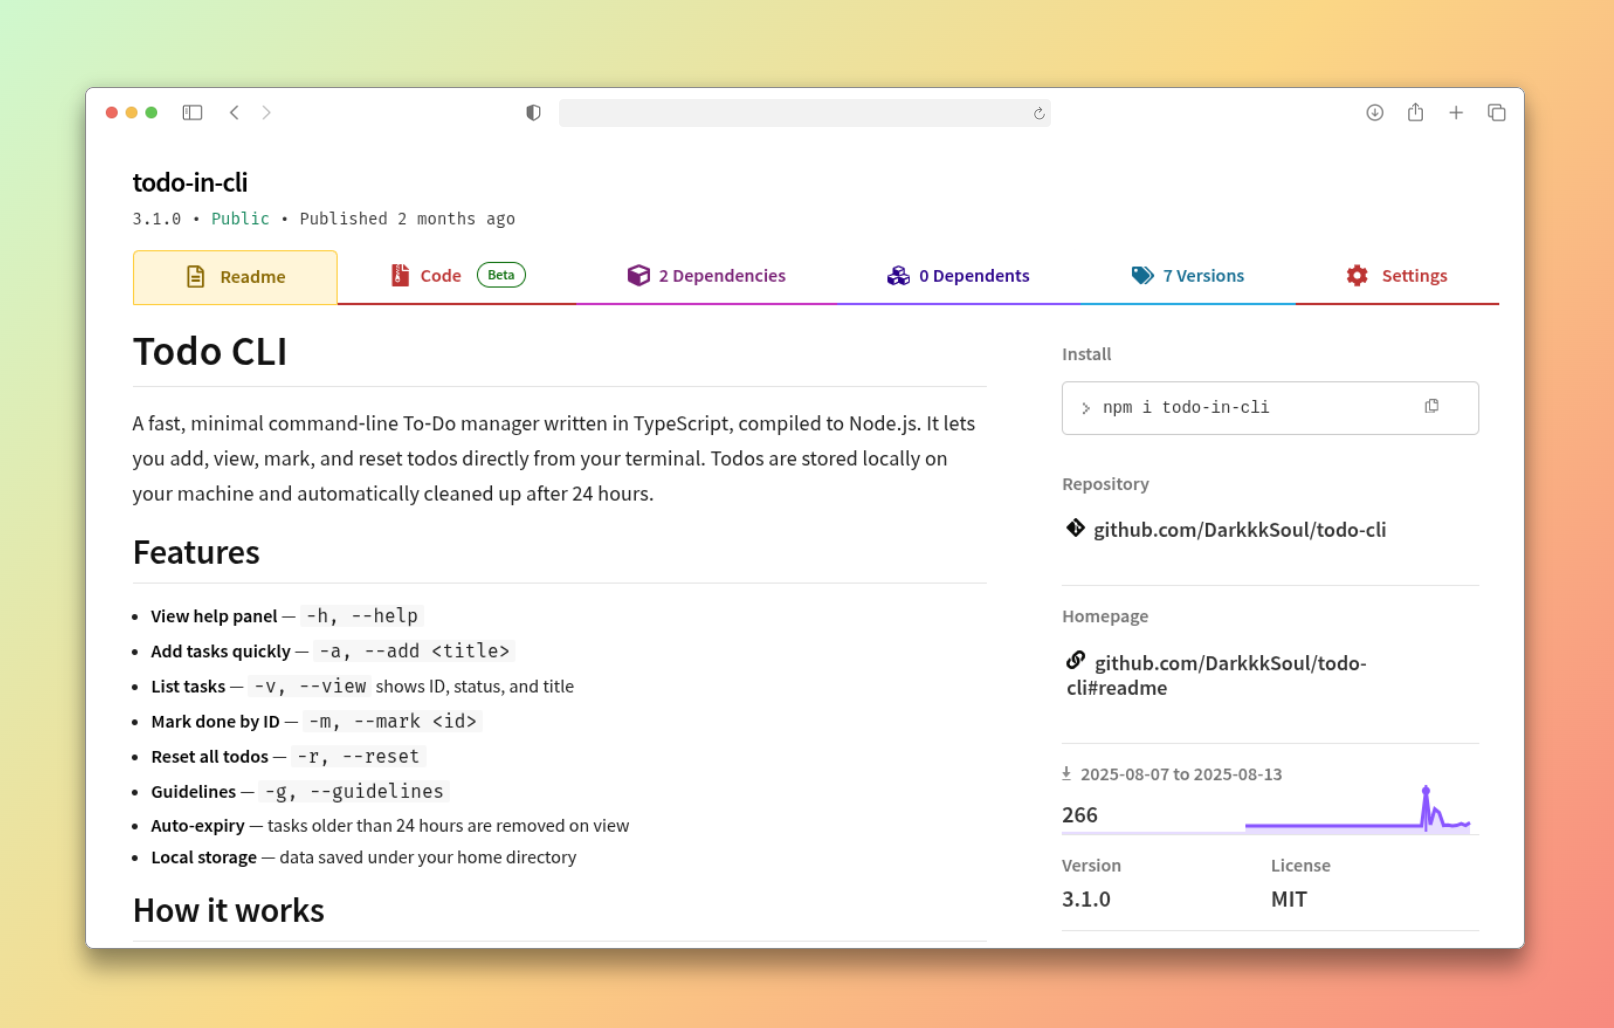 todo-in-cli
3.1.0 • Public • Published 2 months ago
Readme
Code Beta
2 Dependencies
0 Dependents
7 Versions
Settings
Todo CLI
A fast, minimal command-line To-Do manager written in TypeScript, compiled to Node.js. It lets
you add, view, mark, and reset todos directly from your terminal. Todos are stored locally on
your machine and automatically cleaned up after 24 hours.
Features
• View help panel — -h, --help
• Add tasks quickly — -a, --add <title>
• List tasks — -v, --view shows ID, status, and title
• Mark done by ID — -m, --mark <id>
• Reset all todos — -r, --reset
• Guidelines — -g, --guidelines
• Auto-expiry — tasks older than 24 hours are removed on view
• Local storage — data saved under your home directory
How it works
Install
> npm i todo-in-cli
Repository
github.com/DarkkkSoul/todo-cli
Homepage
github.com/DarkkkSoul/todo-
cli#readme
2025-08-07 to 2025-08-13
266
Version
3.1.0
License
MIT